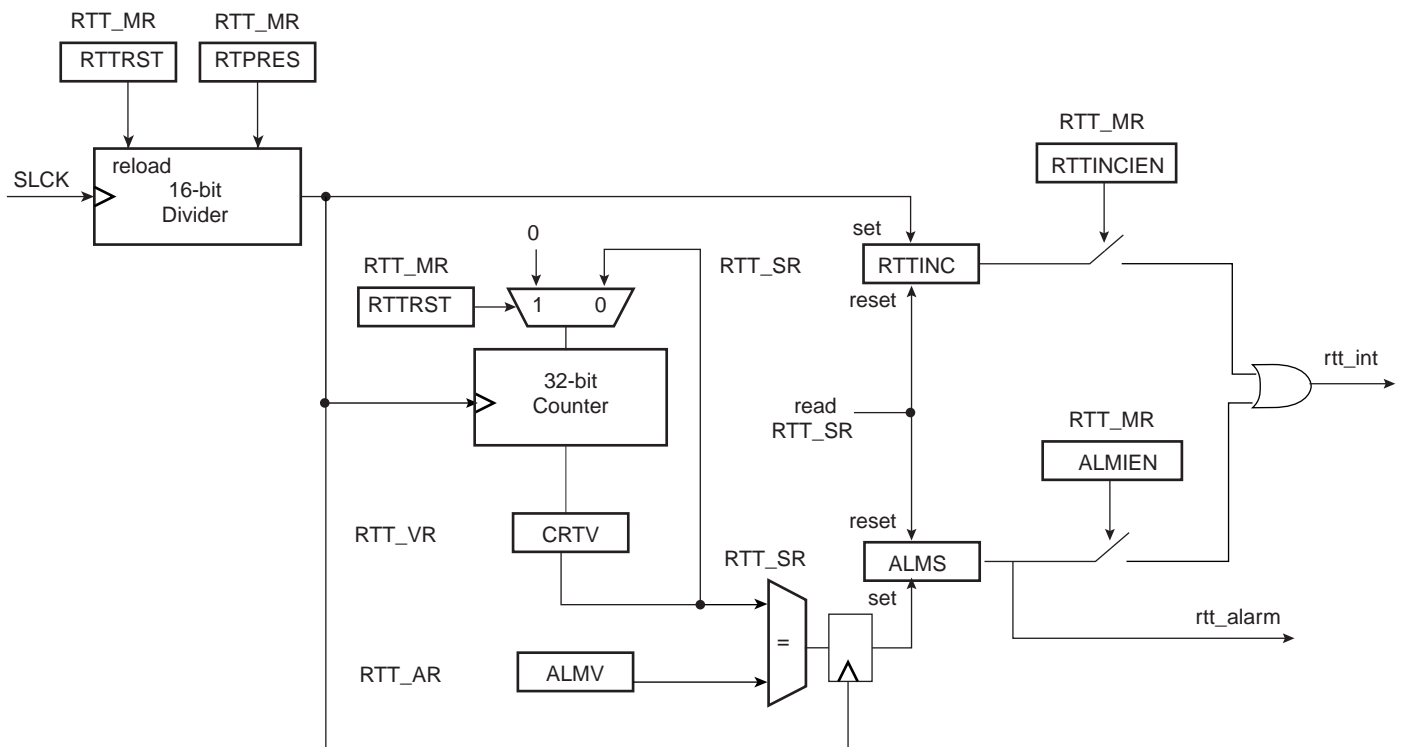 RTT_MR
RTT_MR
RTTRST
RTPRES
reload
16-bit
Divider
SLCK
RTT_MR
RTTINCIEN
0
set
RTT_MR
RTT_SR
RTTINC
RTTRST
1
0
reset
32-bit
Counter
rtt_int
read
RTT_SR
RTT_MR
ALMIEN
reset
RTT_VR
CRTV
RTT_SR
ALMS
set
rtt_alarm
=
RTT_AR
ALMV